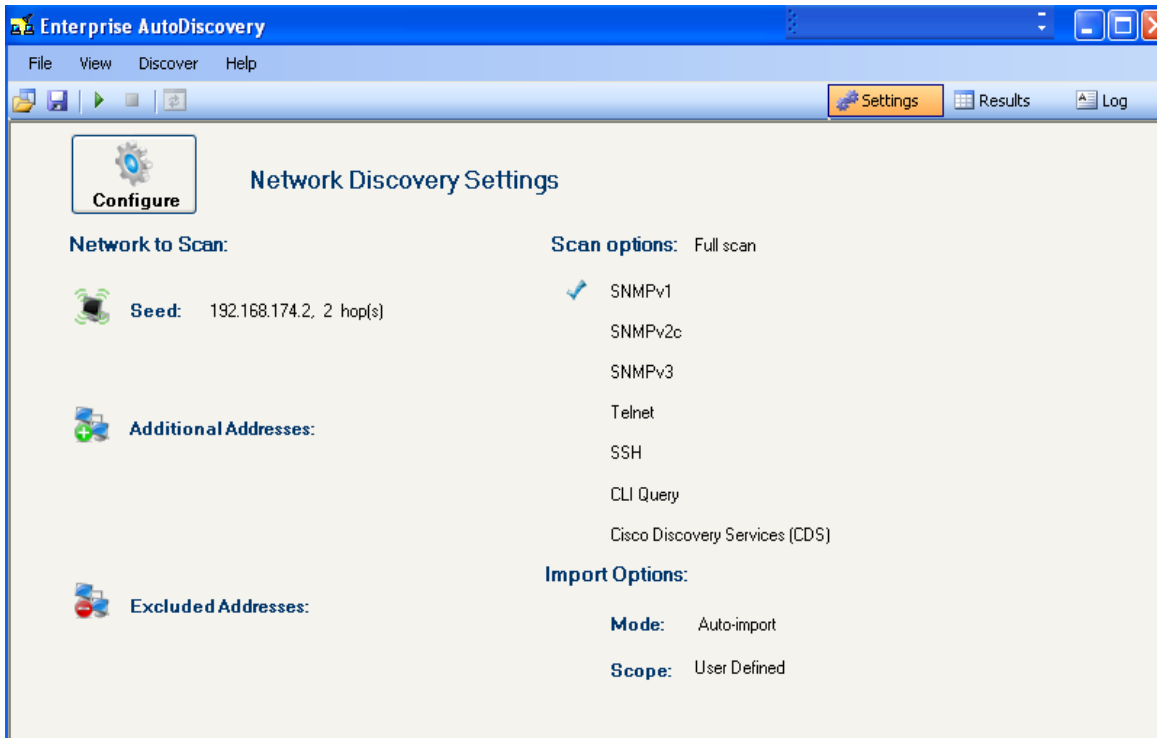 Enterprise AutoDiscovery
File View Discover Help
Settings Results Log
Configure
Network Discovery Settings
Network to Scan:
Seed: 192.168.174.2, 2 hop(s)
Additional Addresses:
Excluded Addresses:
Scan options: Full scan
SNMPv1
SNMPv2c
SNMPv3
Telnet
SSH
CLI Query
Cisco Discovery Services (CDS)
Import Options:
Mode: Auto-import
Scope: User Defined